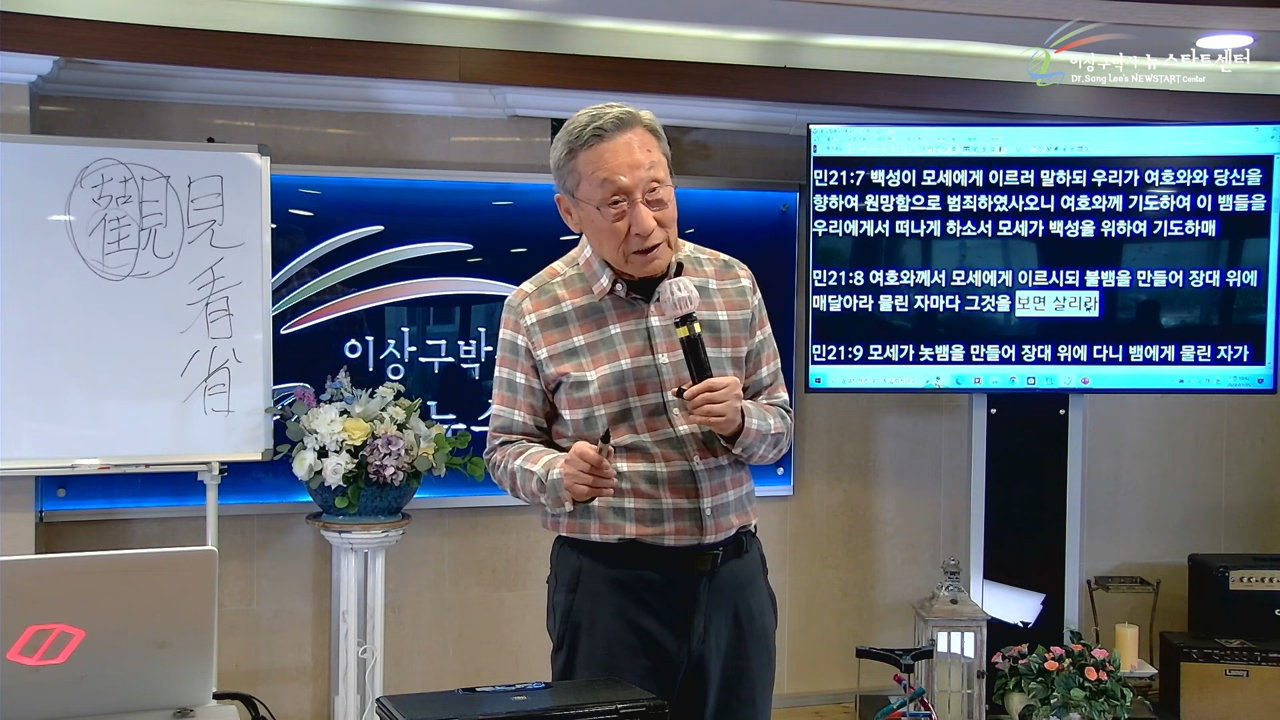 이상구박사 뉴스타트센터
Dr. Sang Lee's NEWSTART Center
觀 見
看
省
이상구박
뉴스
민21:7 백성이 모세에게 이르러 말하되 우리가 여호와와 당신을
향하여 원망함으로 범죄하였사오니 여호와께 기도하여 이 뱀들을
우리에게서 떠나게 하소서 모세가 백성을 위하여 기도하매
민21:8 여호와께서 모세에게 이르시되 불뱀을 만들어 장대 위에
매달아라 물린 자마다 그것을 보면 살리라
민21:9 모세가 놋뱀을 만들어 장대 위에 다니 뱀에게 물린 자가
Laney